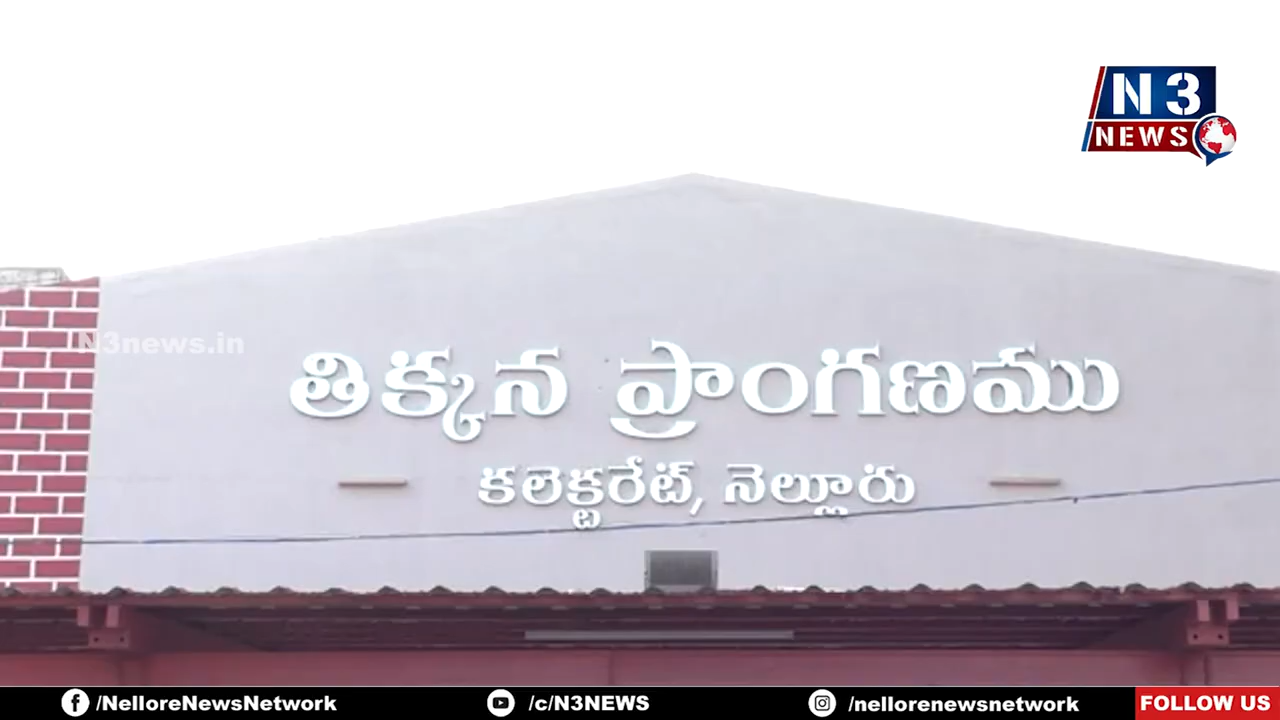 N3
NEWS
N3news.in
తిక్కన ప్రాంగణము
కలెక్టరేట్, నెల్లూరు
/NelloreNewsNetwork /c/N3NEWS /nellorenewsnetwork FOLLOW US